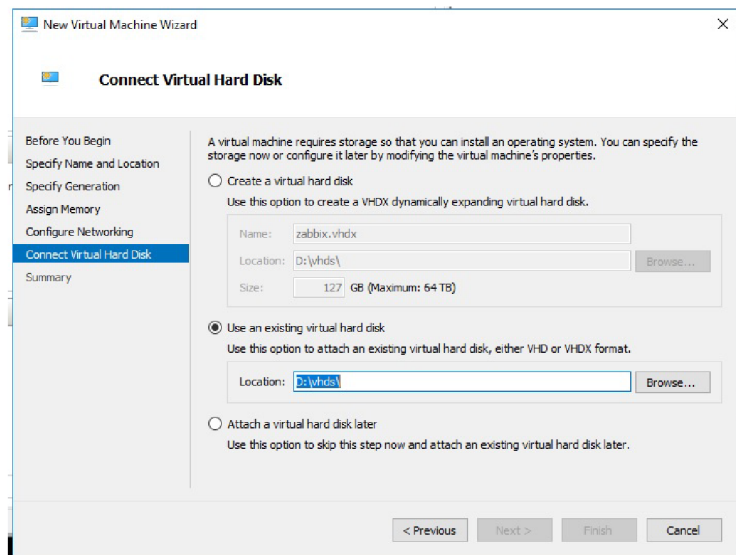 New Virtual Machine Wizard
Connect Virtual Hard Disk
Before You Begin
Specify Name and Location
Specify Generation
Assign Memory
Configure Networking
Connect Virtual Hard Disk
Summary
A virtual machine requires storage so that you can install an operating system. You can specify the
storage now or configure it later by modifying the virtual machine's properties.
Create a virtual hard disk
Use this option to create a VHDX dynamically expanding virtual hard disk.
Name: zabbix.vhdx
Location: D:\vhds\ Browse...
Size: 127 GB (Maximum: 64 TB)
Use an existing virtual hard disk
Use this option to attach an existing virtual hard disk, either VHD or VHDX format.
Location: D:\vhds\ Browse...
Attach a virtual hard disk later
Use this option to skip this step now and attach an existing virtual hard disk later.
< Previous Next > Finish Cancel